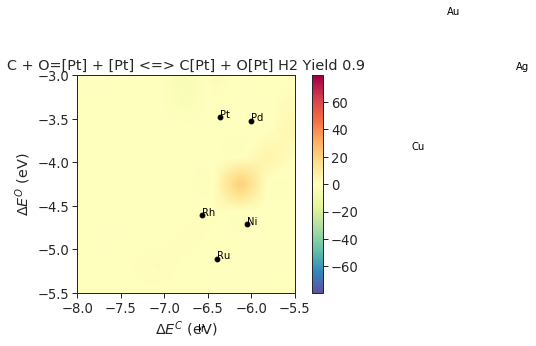 Au
C + O=[Pt] + [Pt] <=> C[Pt] + O[Pt] H2 Yield 0.9
Ag
−3.0
−3.5
−4.0
−4.5
−5.0
−5.5
ΔE^O (eV)
Pt
Pd
Rh
Ni
Ru
Cu
60
40
20
0
−20
−40
−60
−8.0 −7.5 −7.0 −6.5 −6.0 −5.5
ΔE^C (eV)
Ir